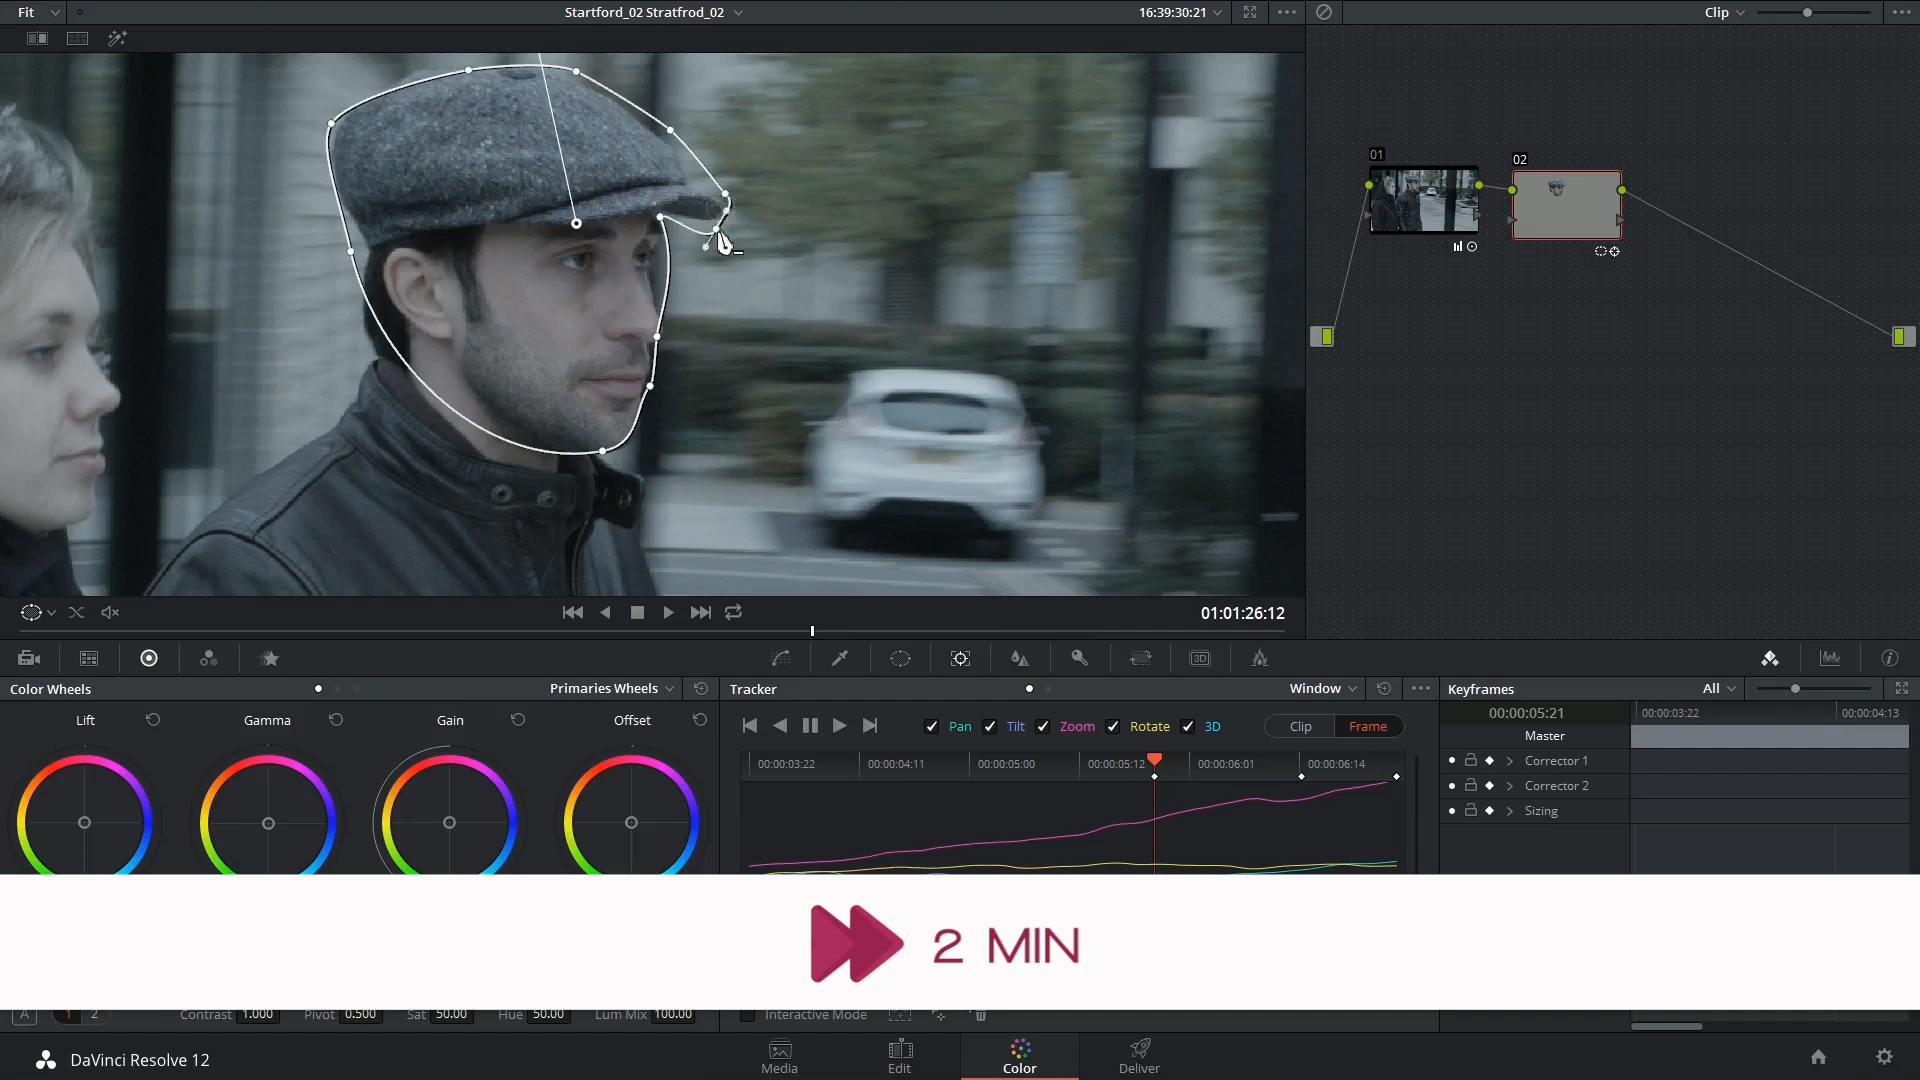 Fit
Startford_02 Stratfrod_02
16:39:30:21
Clip
01
02
01:01:26:12
3D
Color Wheels
Primaries Wheels
Lift
Gamma
Gain
Offset
Tracker
Window
Pan
Tilt
Zoom
Rotate
3D
Clip
Frame
00:00:03:22
00:00:04:11
00:00:05:00
00:00:05:12
00:00:06:01
00:00:06:14
Keyframes
All
00:00:05:21
00:00:03:22
00:00:04:13
Master
Corrector 1
Corrector 2
Sizing
2 MIN
A
1
2
Contrast 1.000
Pivot 0.500
Sat 50.00
Hue 50.00
Lum Mix 100.00
Interactive Mode
DaVinci Resolve 12
Media
Edit
Color
Deliver